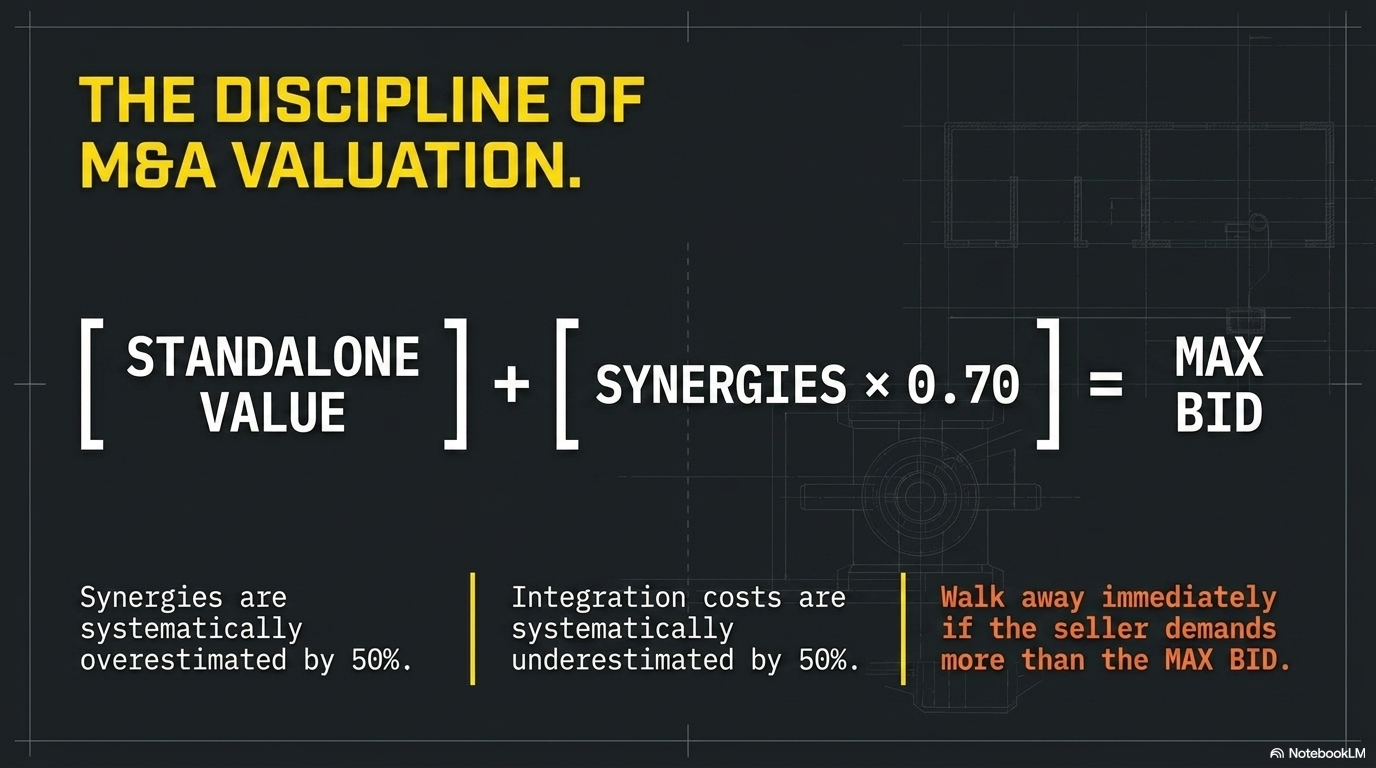 THE DISCIPLINE OF
M&A VALUATION.
[ STANDALONE
VALUE ] + [ SYNERGIES × 0.70 ] = MAX
BID
Synergies are
systematically
overestimated by 50%.
Integration costs are
systematically
underestimated by 50%.
Walk away immediately
if the seller demands
more than the MAX BID.
NotebookLM